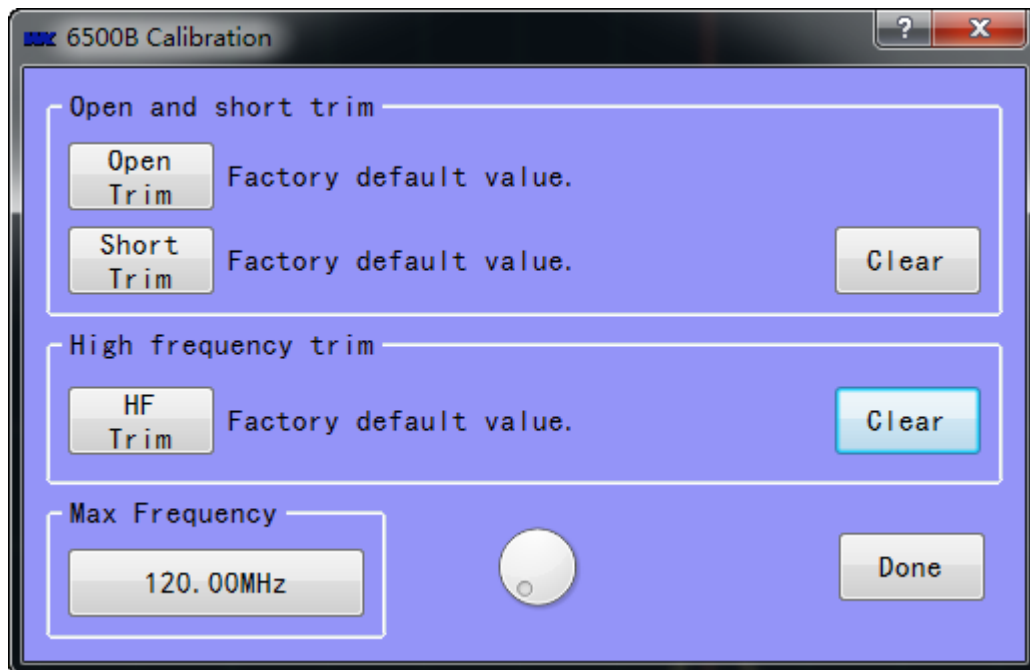 WK 6500B Calibration
?
X
Open and short trim
Open
Trim
Factory default value.
Short
Trim
Factory default value.
Clear
High frequency trim
HF
Trim
Factory default value.
Clear
Max Frequency
120.00MHz
Done